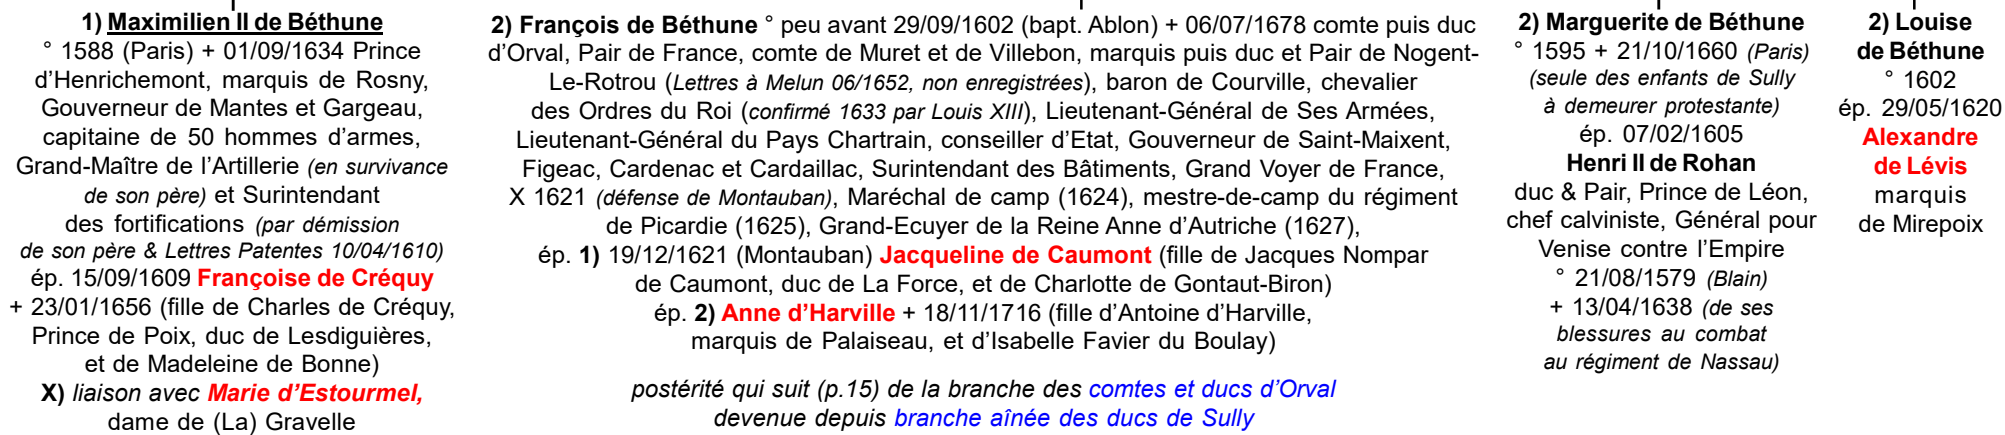 1) Maximilien II de Béthune
° 1588 (Paris) + 01/09/1634 Prince
d’Henrichemont, marquis de Rosny,
Gouverneur de Mantes et Gargeau,
capitaine de 50 hommes d’armes,
Grand-Maître de l’Artillerie (en survivance
de son père) et Surintendant
des fortifications (par démission
de son père & Lettres Patentes 10/04/1610)
ép. 15/09/1609 Françoise de Créquy
+ 23/01/1656 (fille de Charles de Créquy,
Prince de Poix, duc de Lesdiguières,
et de Madeleine de Bonne)
X) liaison avec Marie d’Estourmel,
dame de (La) Gravelle
2) François de Béthune ° peu avant 29/09/1602 (bapt. Ablon) + 06/07/1678 comte puis duc
d’Orval, Pair de France, comte de Muret et de Villebon, marquis puis duc et Pair de Nogent-
Le-Rotrou (Lettres à Melun 06/1652, non enregistrées), baron de Courville, chevalier
des Ordres du Roi (confirmé 1633 par Louis XIII), Lieutenant-Général de Ses Armées,
Lieutenant-Général du Pays Chartrain, conseiller d’Etat, Gouverneur de Saint-Maixent,
Figeac, Cardenac et Cardaillac, Surintendant des Bâtiments, Grand Voyer de France,
X 1621 (défense de Montauban), Maréchal de camp (1624), mestre-de-camp du régiment
de Picardie (1625), Grand-Ecuyer de la Reine Anne d’Autriche (1627),
ép. 1) 19/12/1621 (Montauban) Jacqueline de Caumont (fille de Jacques Nompar
de Caumont, duc de La Force, et de Charlotte de Gontaut-Biron)
ép. 2) Anne d’Harville + 18/11/1716 (fille d’Antoine d’Harville,
marquis de Palaiseau, et d’Isabelle Favier du Boulay)
postérité qui suit (p.15) de la branche des comtes et ducs d’Orval
devenue depuis branche aînée des ducs de Sully
2) Marguerite de Béthune
° 1595 + 21/10/1660 (Paris)
(seule des enfants de Sully
à demeurer protestante)
ép. 07/02/1605
Henri II de Rohan
duc & Pair, Prince de Léon,
chef calviniste, Général pour
Venise contre l’Empire
° 21/08/1579 (Blain)
+ 13/04/1638 (de ses
blessures au combat
au régiment de Nassau)
2) Louise
de Béthune
° 1602
ép. 29/05/1620
Alexandre
de Lévis
marquis
de Mirepoix